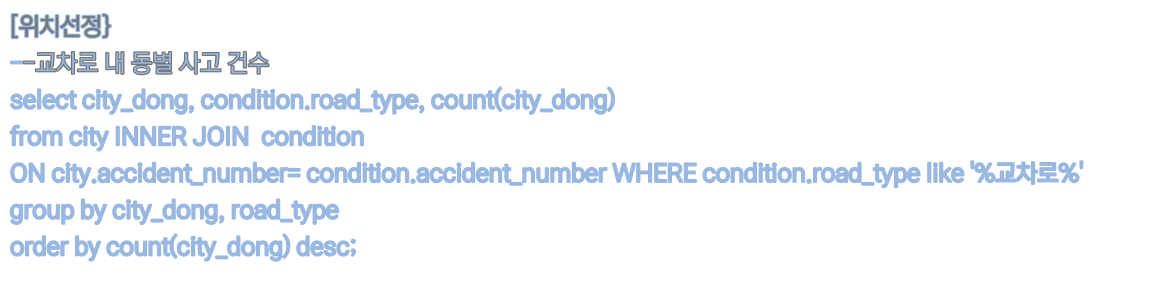 [위치선정}
--교차로 내 동별 사고 건수
select city_dong, condition.road_type, count(city_dong)
from city INNER JOIN  condition
ON city.accident_number= condition.accident_number WHERE condition.road_type like '%교차로%'
group by city_dong, road_type
order by count(city_dong) desc;